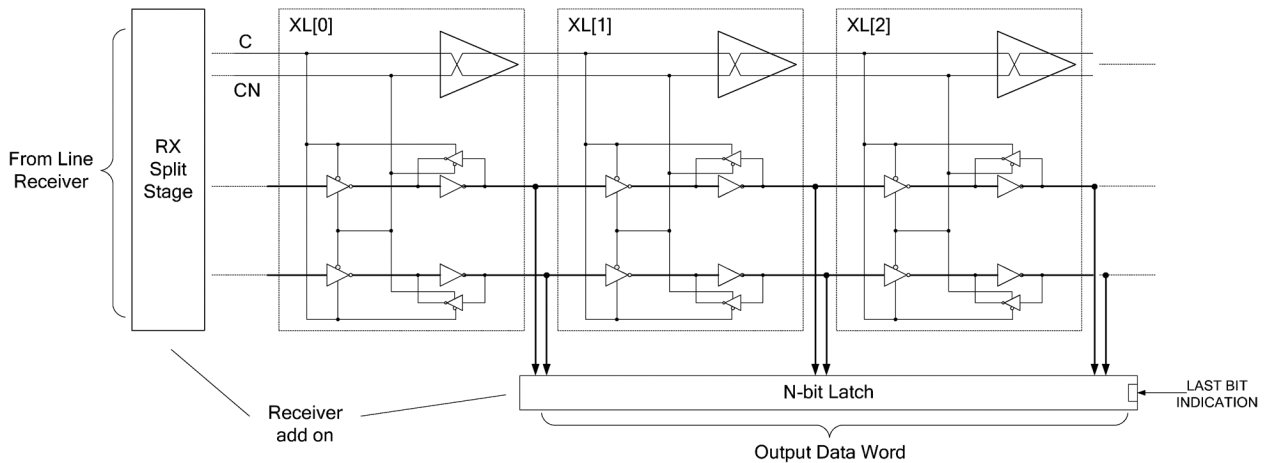 XL[0]
XL[1]
XL[2]
C
CN
From Line
Receiver
RX
Split
Stage
N-bit Latch
LAST BIT
INDICATION
Receiver
add on
Output Data Word